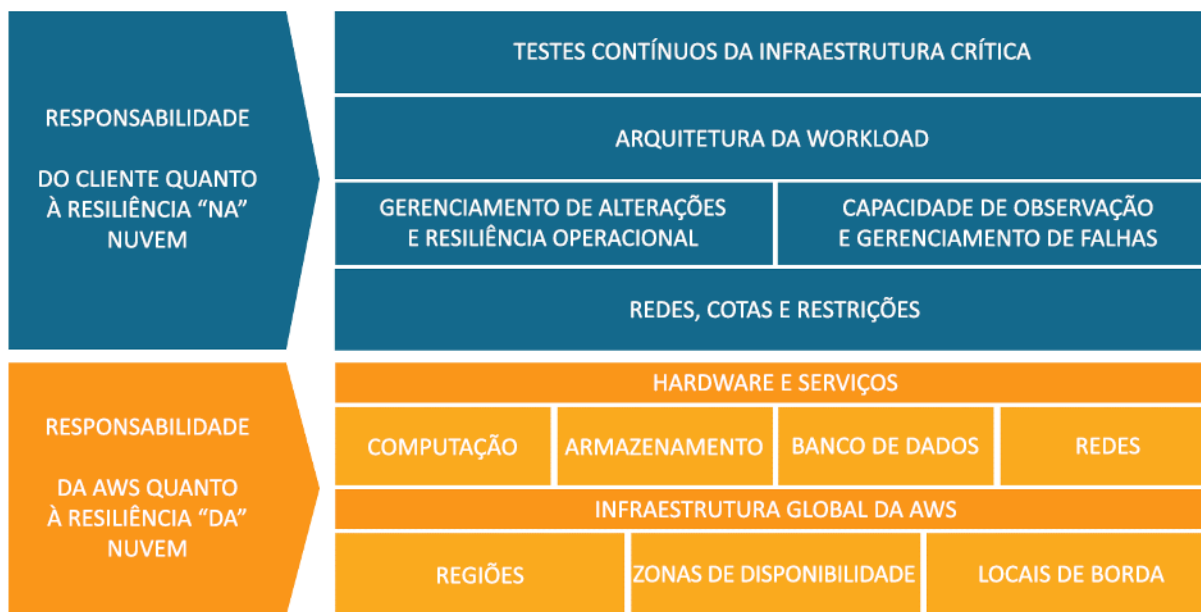 RESPONSABILIDADE
DO CLIENTE QUANTO
À RESILIÊNCIA “NA”
NUVEM
TESTES CONTÍNUOS DA INFRAESTRUTURA CRÍTICA
ARQUITETURA DA WORKLOAD
GERENCIAMENTO DE ALTERAÇÕES
E RESILIÊNCIA OPERACIONAL
CAPACIDADE DE OBSERVAÇÃO
E GERENCIAMENTO DE FALHAS
REDES, COTAS E RESTRIÇÕES
RESPONSABILIDADE
DA AWS QUANTO
À RESILIÊNCIA “DA”
NUVEM
HARDWARE E SERVIÇOS
COMPUTAÇÃO
ARMAZENAMENTO
BANCO DE DADOS
REDES
INFRAESTRUTURA GLOBAL DA AWS
REGIÕES
ZONAS DE DISPONIBILIDADE
LOCAIS DE BORDA